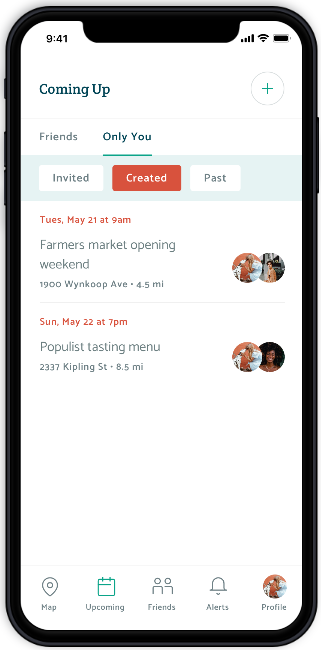 9:41
Coming Up
Friends Only You
Invited Created Past
Tues, May 21 at 9am
Farmers market opening
weekend
1900 Wynkoop Ave • 4.5 mi
Sun, May 22 at 7pm
Populist tasting menu
2337 Kipling St • 8.5 mi
Map Upcoming Friends Alerts Profile